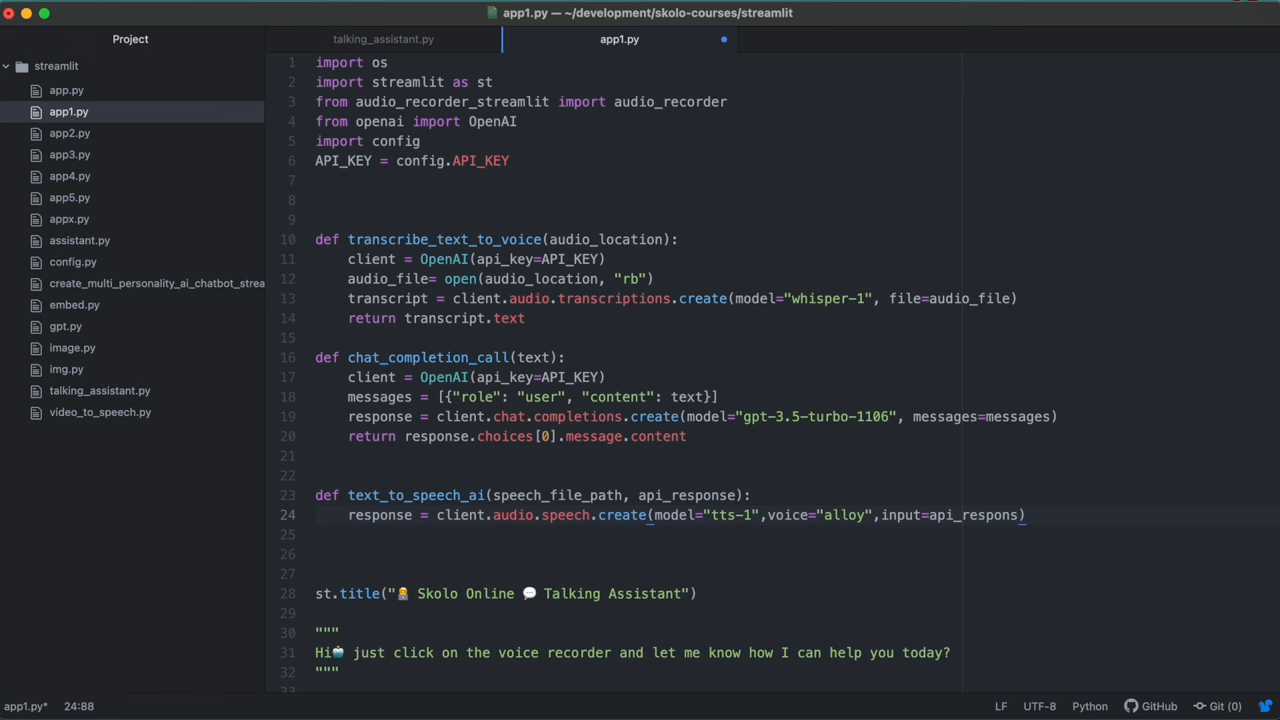 app1.py — ~/development/skolo-courses/streamlit
Project
talking_assistant.py
app1.py
streamlit
app.py
app1.py
app2.py
app3.py
app4.py
app5.py
appx.py
assistant.py
config.py
create_multi_personality_ai_chatbot_strea
embed.py
gpt.py
image.py
img.py
talking_assistant.py
video_to_speech.py
1 import os
2 import streamlit as st
3 from audio_recorder_streamlit import audio_recorder
4 from openai import OpenAI
5 import config
6 API_KEY = config.API_KEY
7
8
9
10 def transcribe_text_to_voice(audio_location):
11     client = OpenAI(api_key=API_KEY)
12     audio_file= open(audio_location, "rb")
13     transcript = client.audio.transcriptions.create(model="whisper-1", file=audio_file)
14     return transcript.text
15
16 def chat_completion_call(text):
17     client = OpenAI(api_key=API_KEY)
18     messages = [{"role": "user", "content": text}]
19     response = client.chat.completions.create(model="gpt-3.5-turbo-1106", messages=messages)
20     return response.choices[0].message.content
21
22
23 def text_to_speech_ai(speech_file_path, api_response):
24     response = client.audio.speech.create(model="tts-1",voice="alloy",input=api_respons)
25
26
27
28 st.title("🧑‍💻 Skolo Online 💬 Talking Assistant")
29
30 """
31 Hi🤖 just click on the voice recorder and let me know how I can help you today?
32 """
33
app1.py* 24:88 LF UTF-8 Python GitHub Git (0)